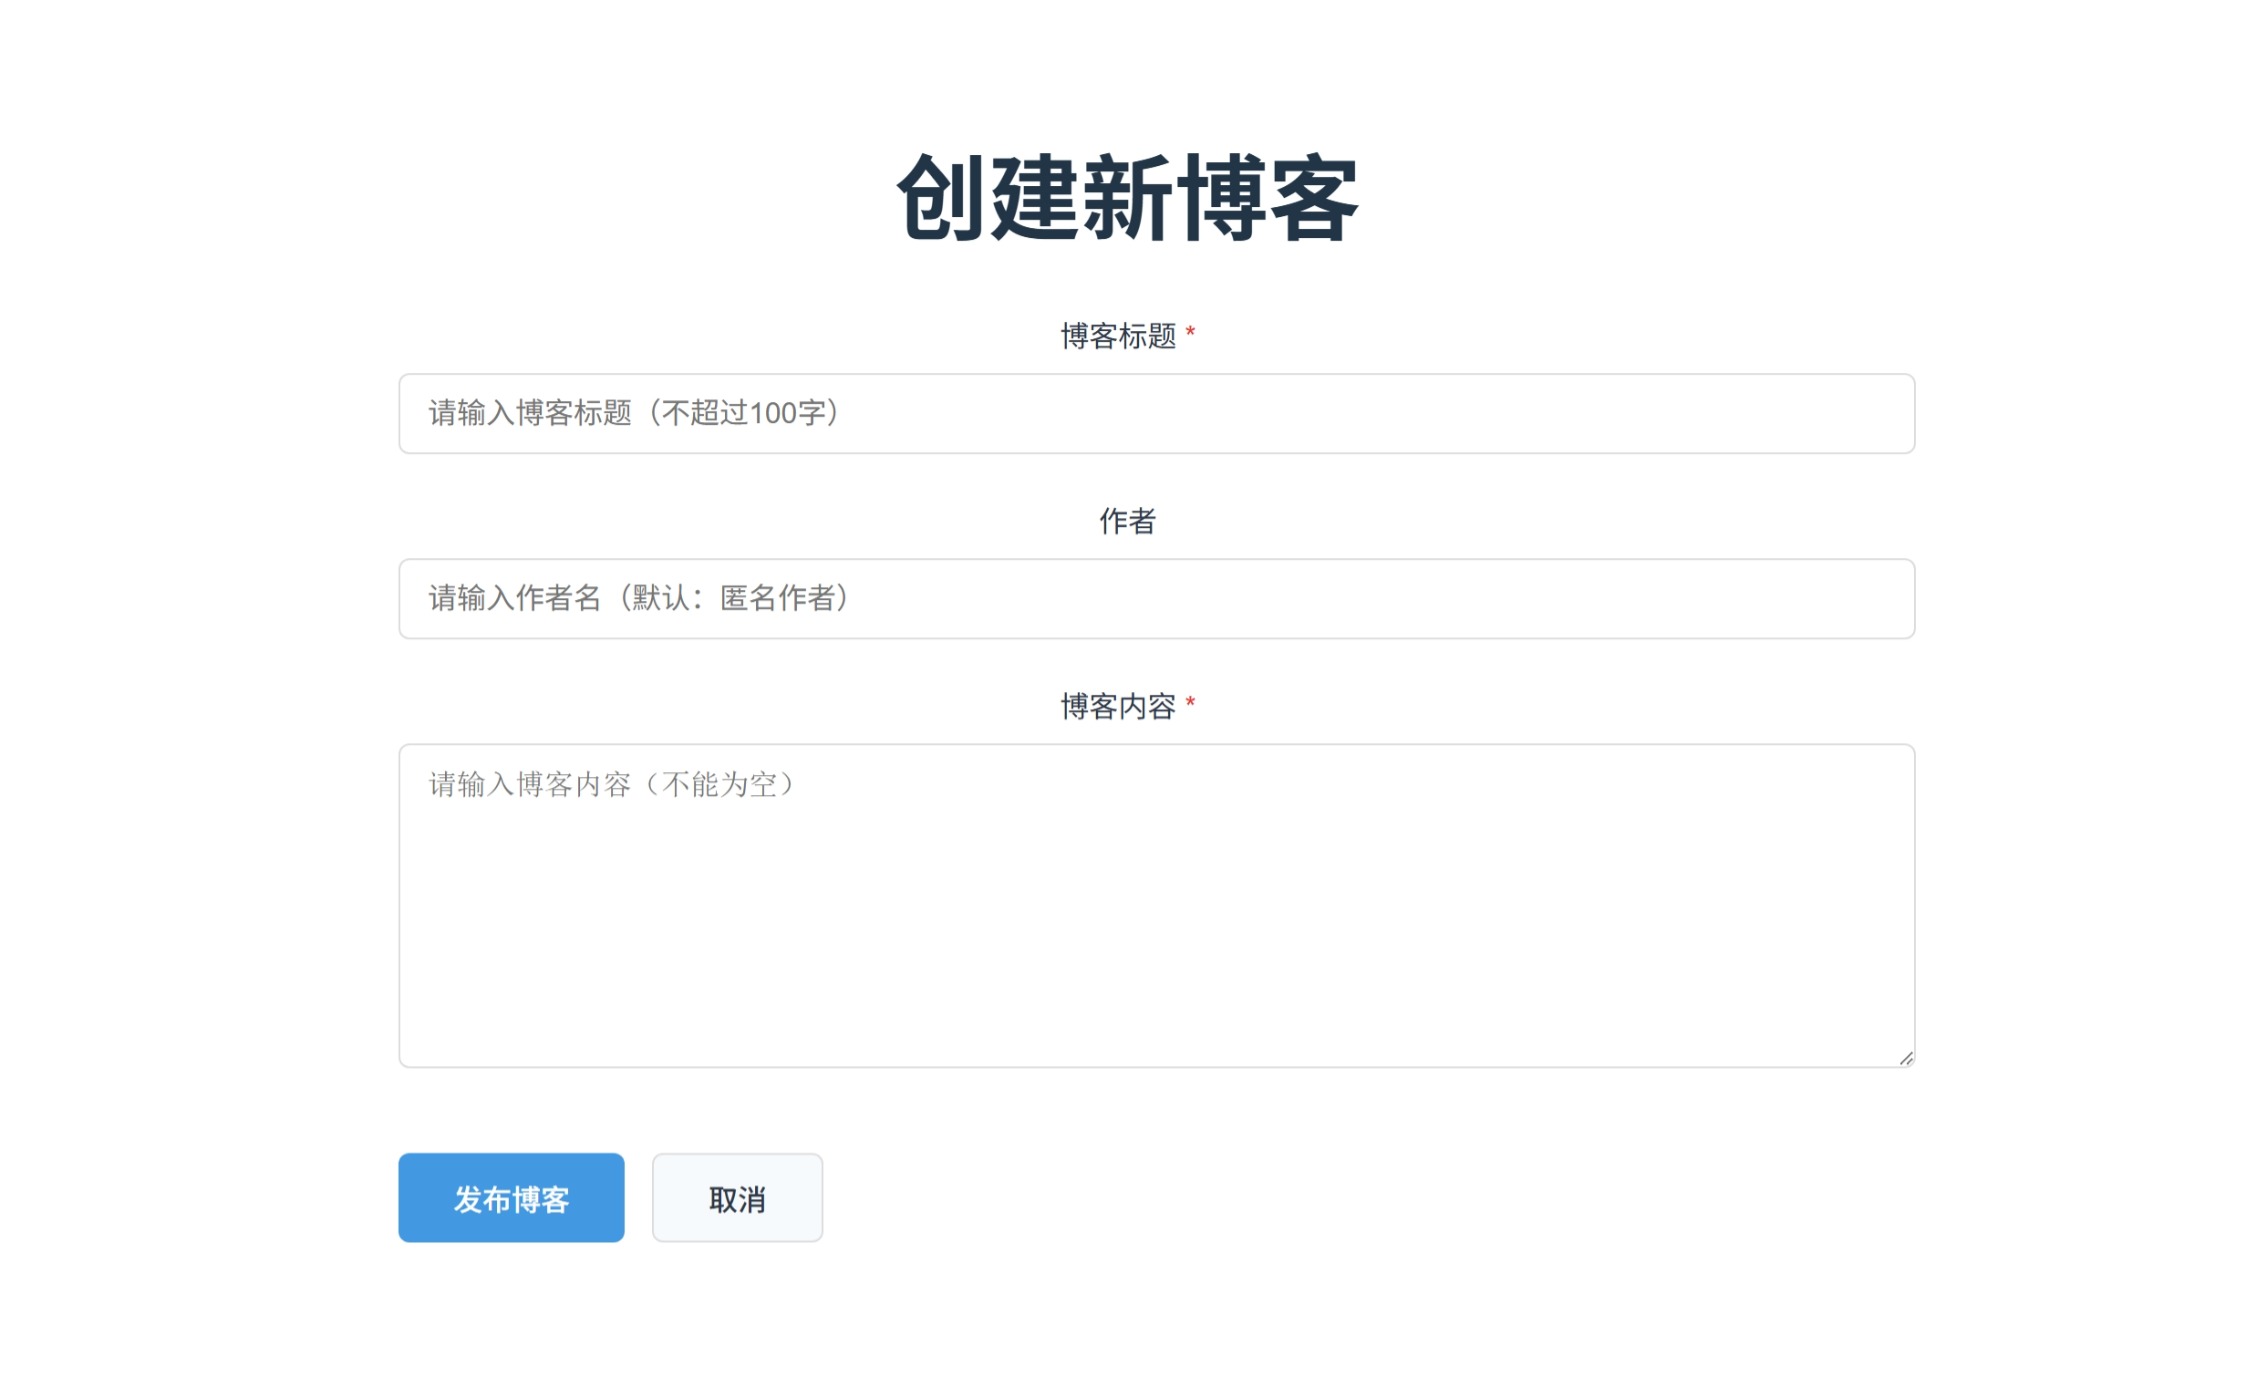 创建新博客
博客标题 *
请输入博客标题（不超过100字）
作者
请输入作者名（默认：匿名作者）
博客内容 *
请输入博客内容（不能为空）
发布博客
取消